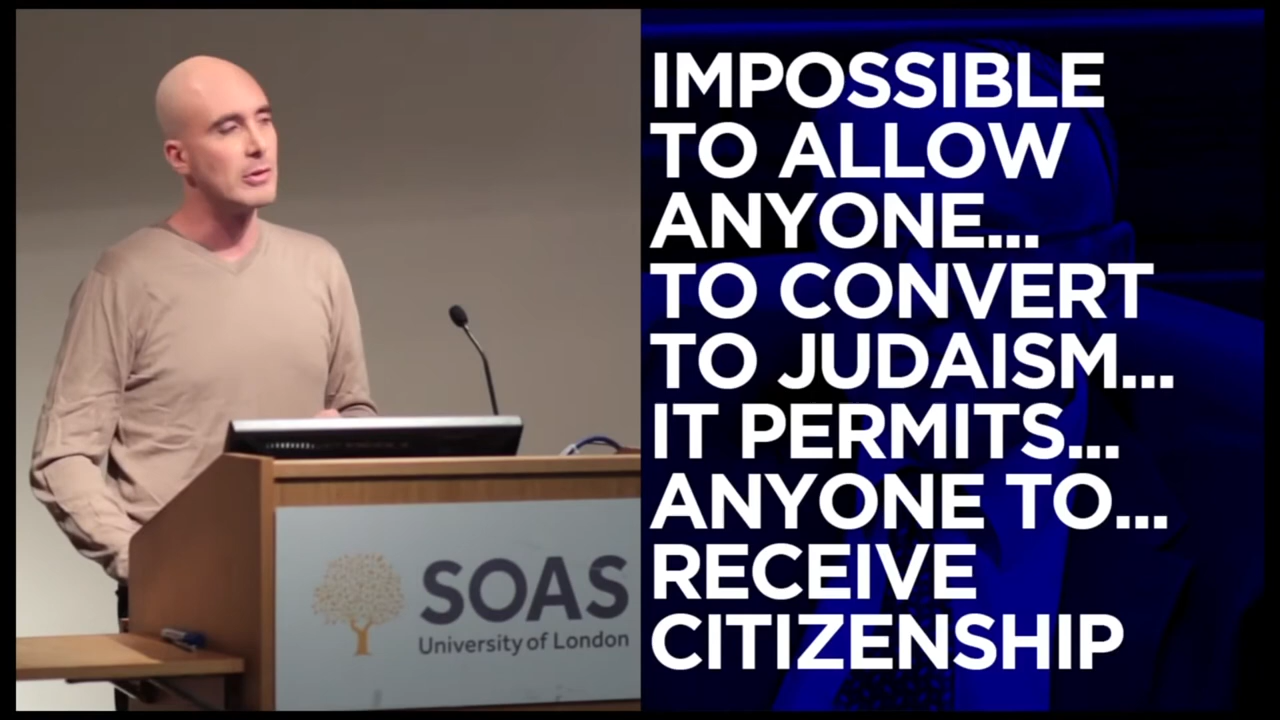 IMPOSSIBLE
TO ALLOW
ANYONE...
TO CONVERT
TO JUDAISM...
IT PERMITS...
ANYONE TO...
RECEIVE
CITIZENSHIP
SOAS
University of London